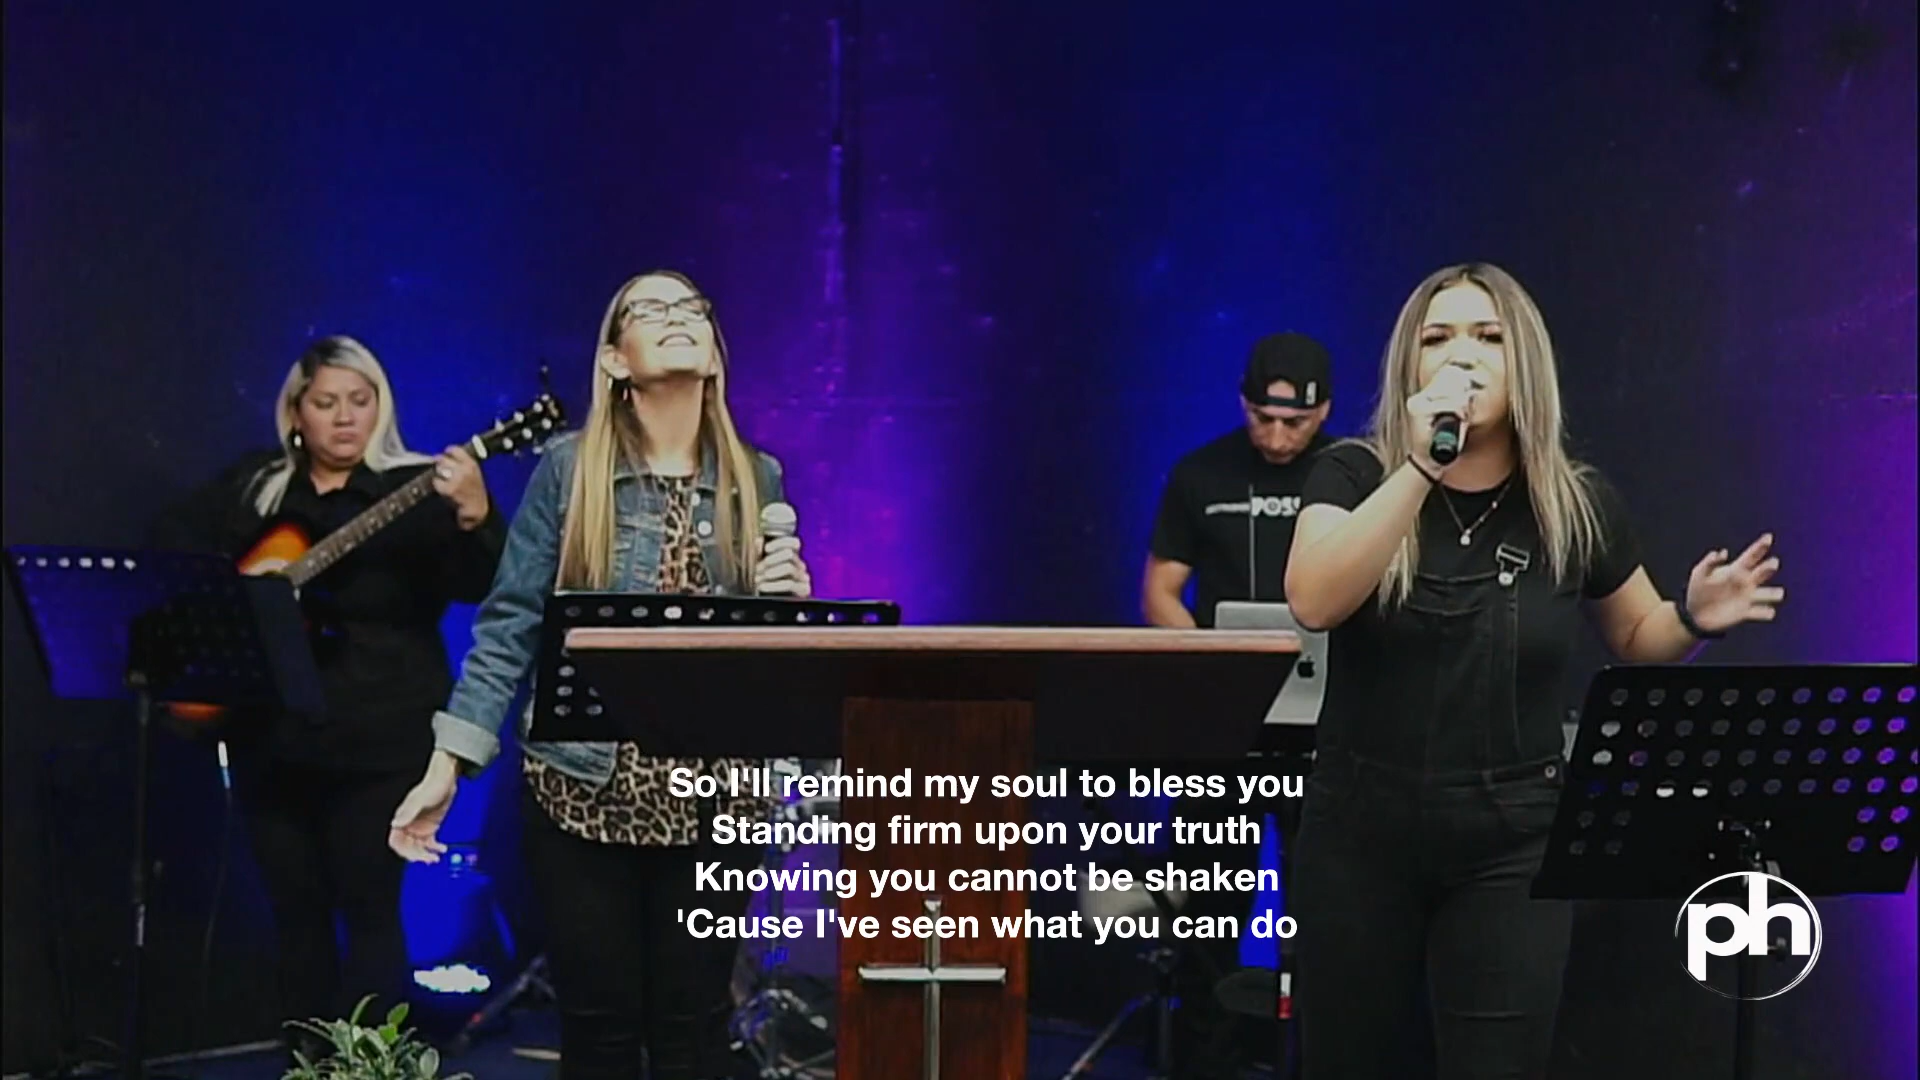 So I'll remind my soul to bless you
Standing firm upon your truth
Knowing you cannot be shaken
'Cause I've seen what you can do
ph